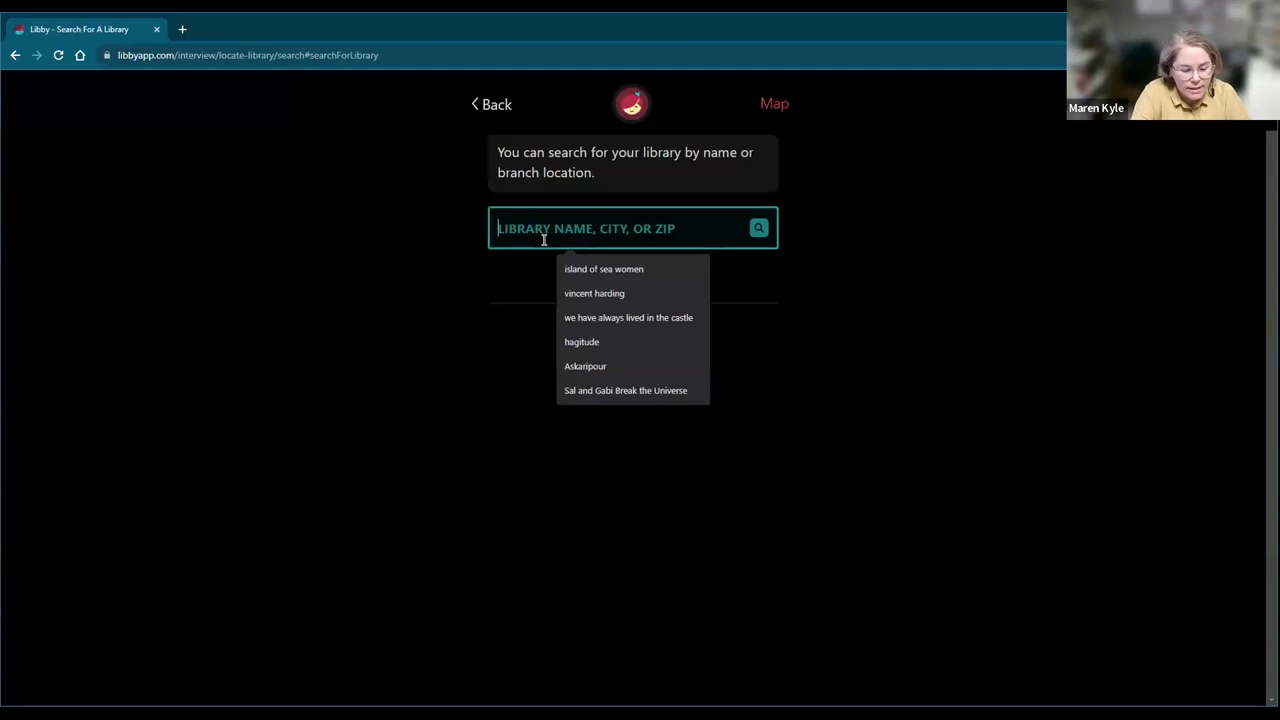 Libby - Search For A Library
libbyapp.com/interview/locate-library/search#searchForLibrary
Maren Kyle
Back
Map
You can search for your library by name or
branch location.
LIBRARY NAME, CITY, OR ZIP
island of sea women
vincent harding
we have always lived in the castle
hagitude
Askaripour
Sal and Gabi Break the Universe